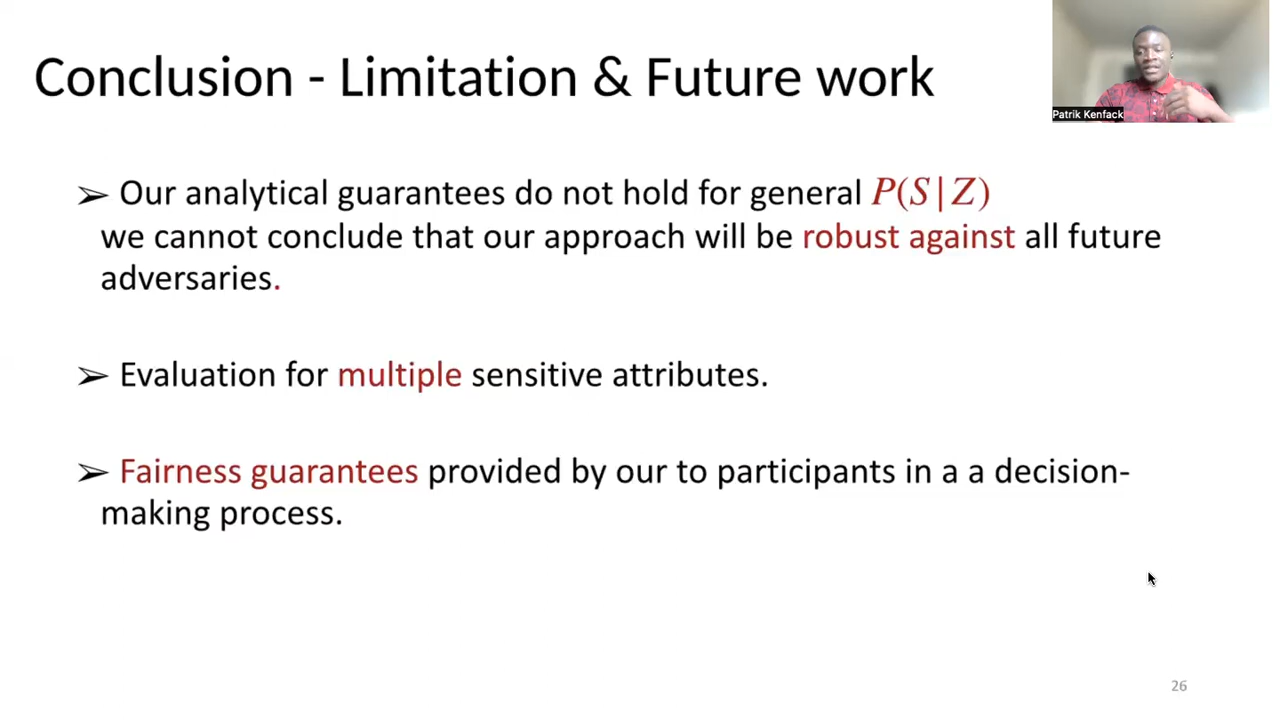 Conclusion - Limitation & Future work
Patrik Kenfack
➢ Our analytical guarantees do not hold for general P(S|Z)
we cannot conclude that our approach will be robust against all future
adversaries.
➢ Evaluation for multiple sensitive attributes.
➢ Fairness guarantees provided by our to participants in a a decision-
making process.
26